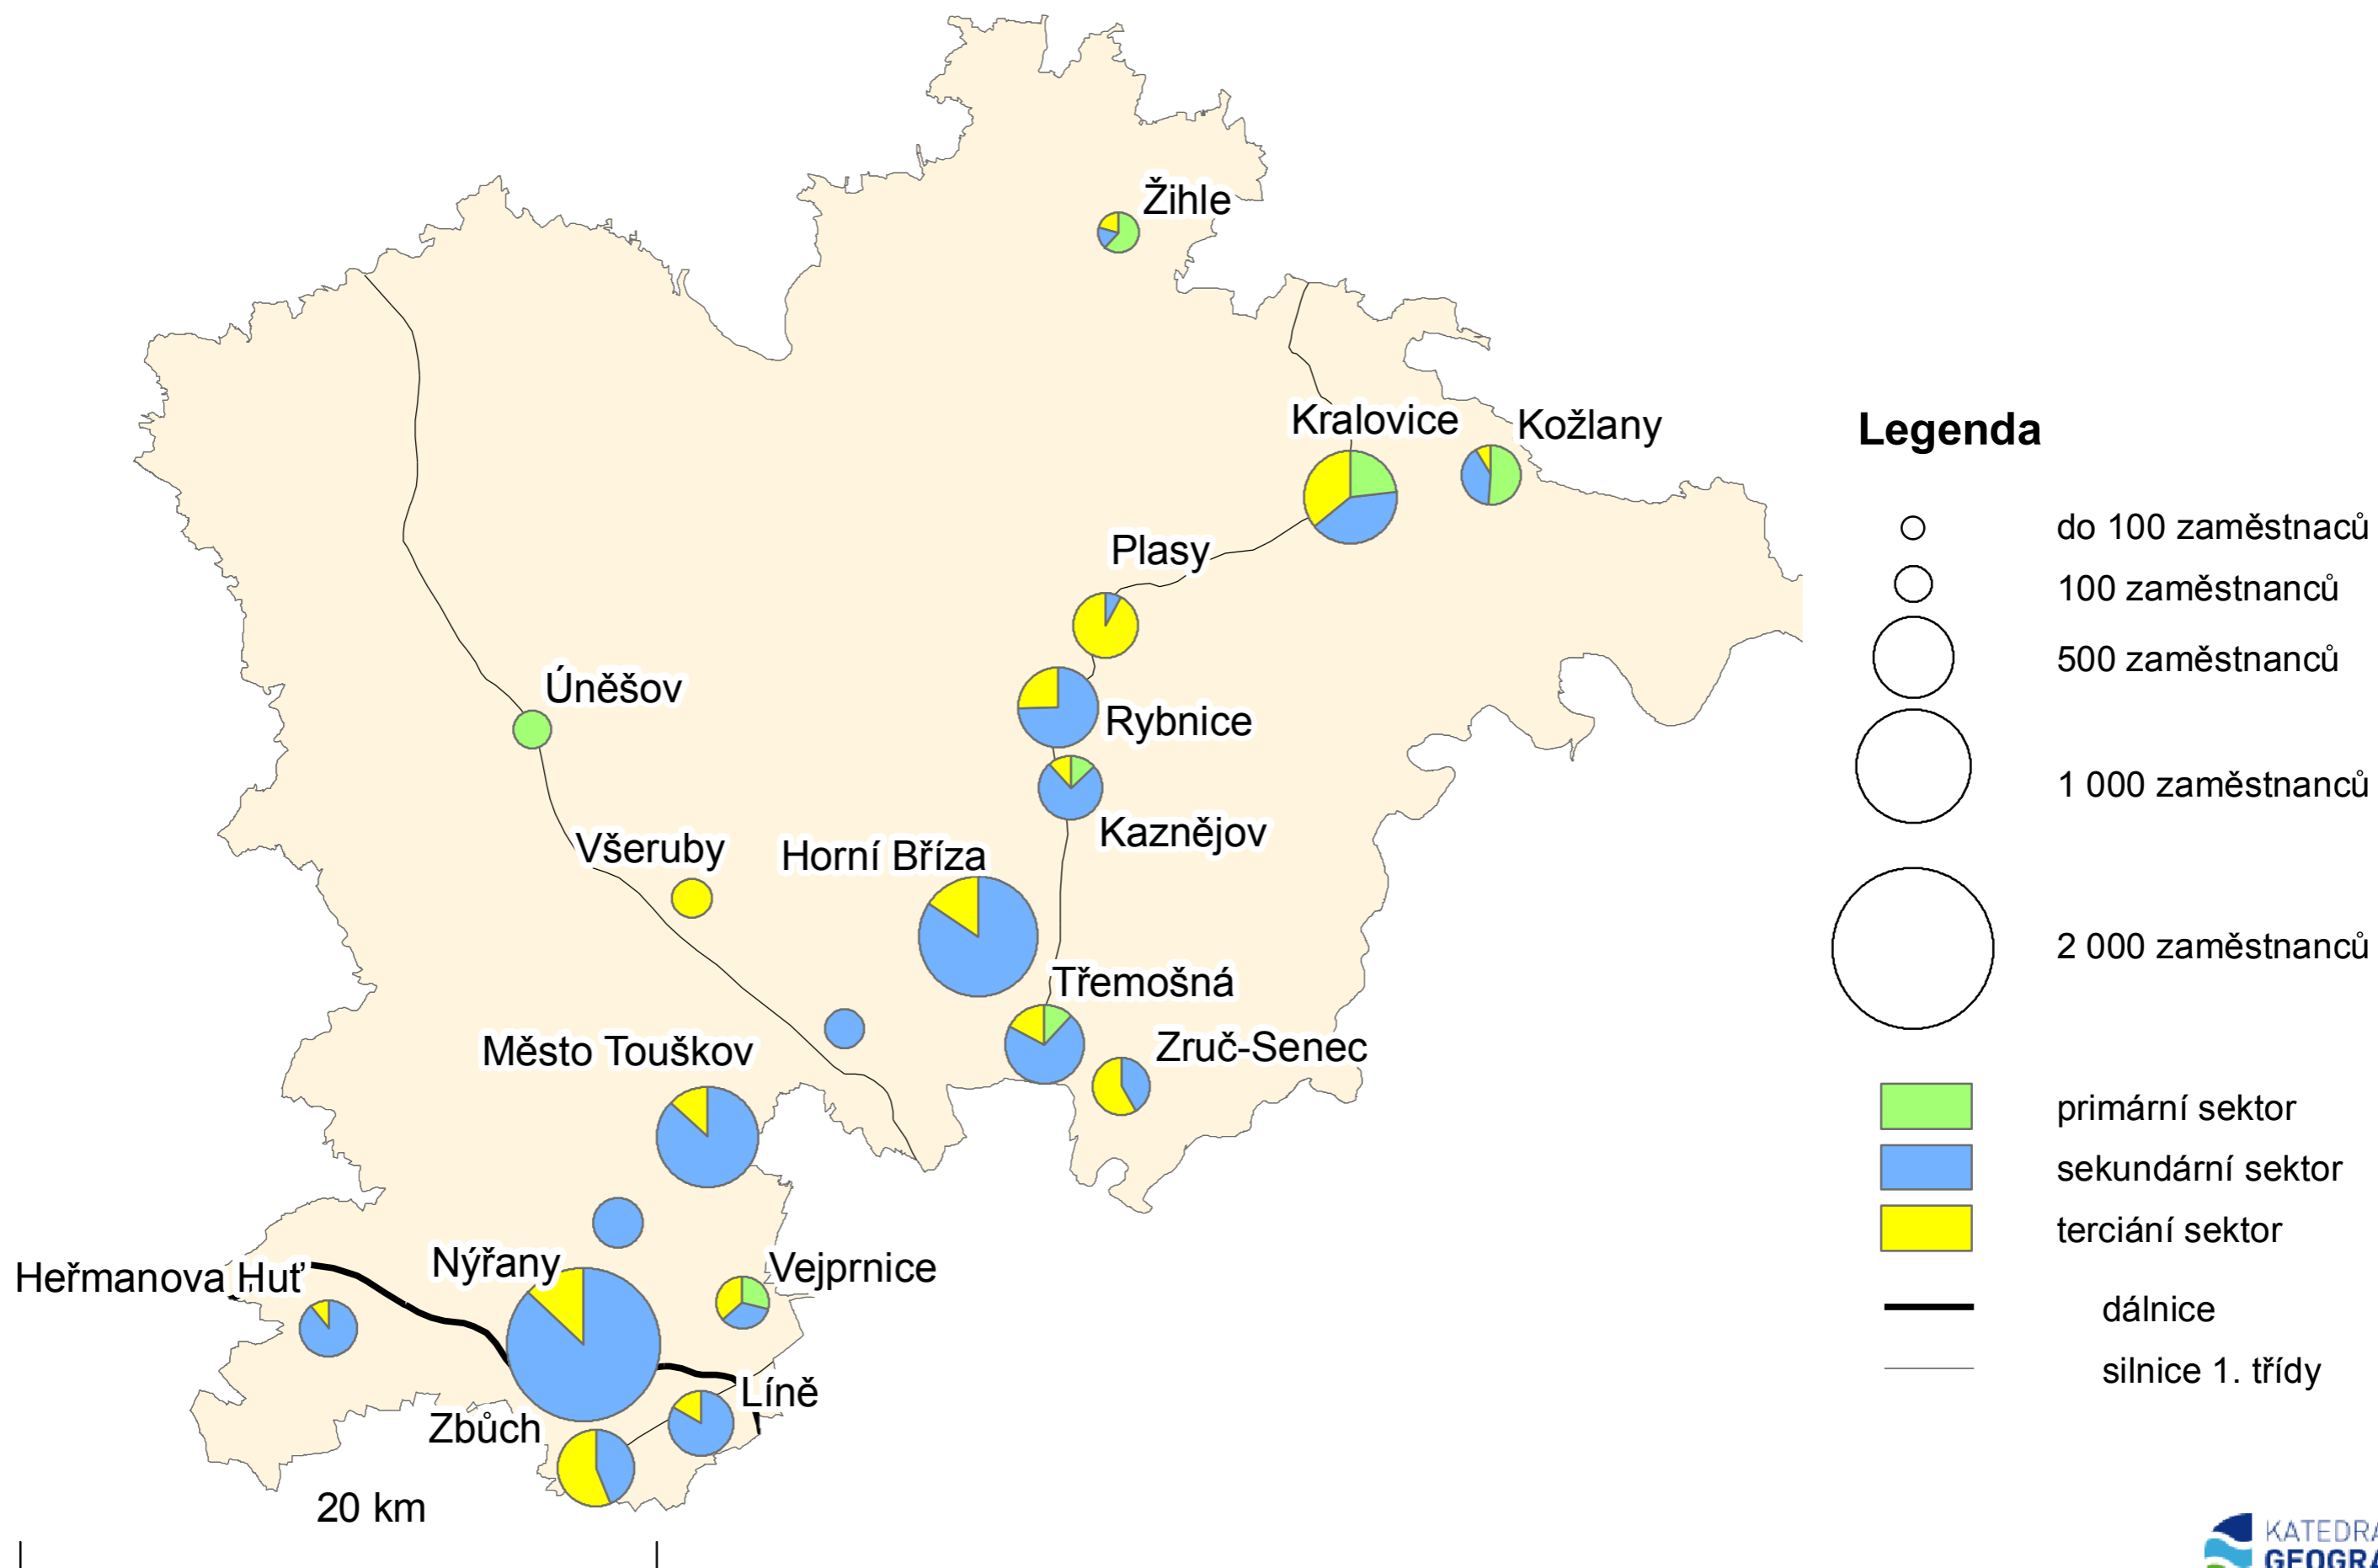 Žihle
Kralovice
Kožlany
Plasy
Úněšov
Rybnice
Kaznějov
Všeruby
Horní Bříza
Třemošná
Město Touškov
Zruč-Senec
Nýřany
Vejprnice
Heřmanova Huť
Líně
Zbůch
20 km
Legenda
do 100 zaměstnaců
100 zaměstnanců
500 zaměstnanců
1 000 zaměstnanců
2 000 zaměstnanců
primární sektor
sekundární sektor
terciání sektor
dálnice
silnice 1. třídy
KATEDRA
GEOGRA